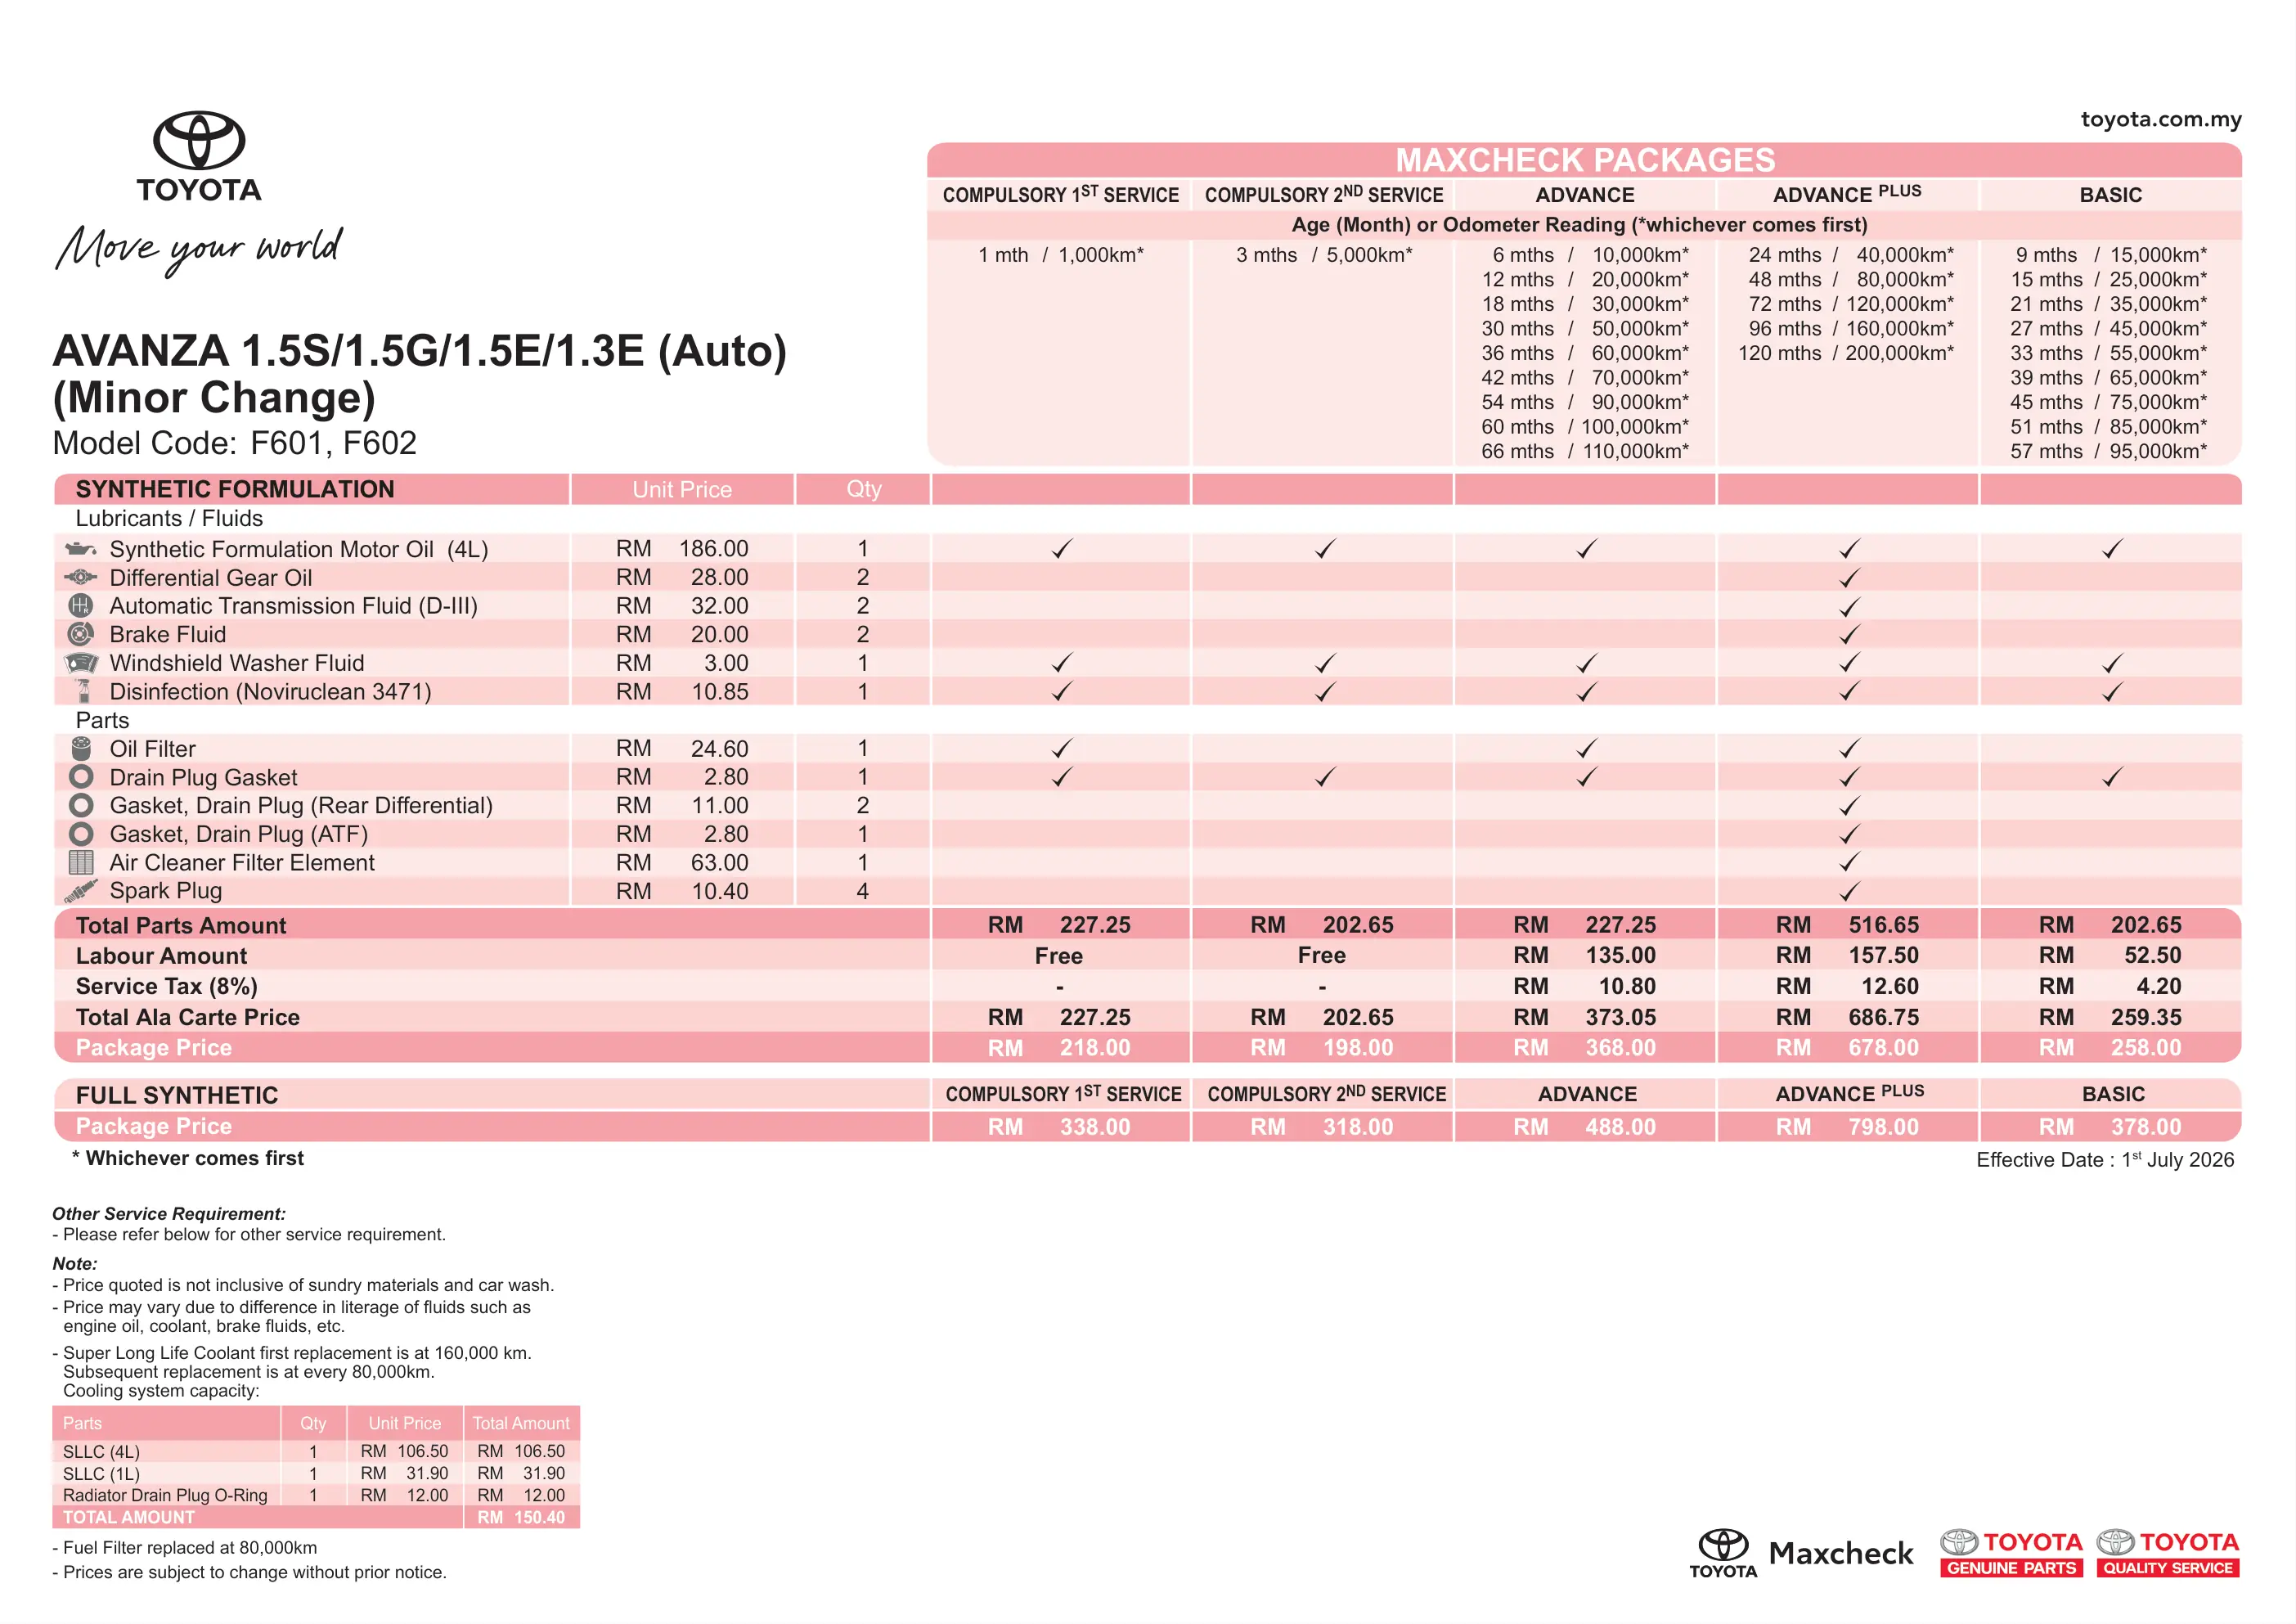 toyota.com.my
TOYOTA
Move your world
AVANZA 1.5S/1.5G/1.5E/1.3E (Auto)
(Minor Change)
Model Code: F601, F602
MAXCHECK PACKAGES
COMPULSORY 1ST SERVICE COMPULSORY 2ND SERVICE ADVANCE ADVANCE PLUS BASIC
Age (Month) or Odometer Reading (*whichever comes first)
1 mth / 1,000km* 3 mths / 5,000km* 6 mths / 10,000km* 24 mths / 40,000km* 9 mths / 15,000km*
12 mths / 20,000km* 48 mths / 80,000km* 15 mths / 25,000km*
18 mths / 30,000km* 72 mths / 120,000km* 21 mths / 35,000km*
30 mths / 50,000km* 96 mths / 160,000km* 27 mths / 45,000km*
36 mths / 60,000km* 120 mths / 200,000km* 33 mths / 55,000km*
42 mths / 70,000km* 39 mths / 65,000km*
54 mths / 90,000km* 45 mths / 75,000km*
60 mths / 100,000km* 51 mths / 85,000km*
66 mths / 110,000km* 57 mths / 95,000km*
SYNTHETIC FORMULATION Unit Price Qty
Lubricants / Fluids
Synthetic Formulation Motor Oil (4L) RM 186.00 1 ✓ ✓ ✓ ✓ ✓
Differential Gear Oil RM 28.00 2 ✓
Automatic Transmission Fluid (D-III) RM 32.00 2 ✓
Brake Fluid RM 20.00 2 ✓
Windshield Washer Fluid RM 3.00 1 ✓ ✓ ✓ ✓ ✓
Disinfection (Noviruclean 3471) RM 10.85 1 ✓ ✓ ✓ ✓ ✓
Parts
Oil Filter RM 24.60 1 ✓ ✓ ✓
Drain Plug Gasket RM 2.80 1 ✓ ✓ ✓ ✓ ✓
Gasket, Drain Plug (Rear Differential) RM 11.00 2 ✓
Gasket, Drain Plug (ATF) RM 2.80 1 ✓
Air Cleaner Filter Element RM 63.00 1 ✓
Spark Plug RM 10.40 4 ✓
Total Parts Amount RM 227.25 RM 202.65 RM 227.25 RM 516.65 RM 202.65
Labour Amount Free Free RM 135.00 RM 157.50 RM 52.50
Service Tax (8%) - - RM 10.80 RM 12.60 RM 4.20
Total Ala Carte Price RM 227.25 RM 202.65 RM 373.05 RM 686.75 RM 259.35
Package Price RM 218.00 RM 198.00 RM 368.00 RM 678.00 RM 258.00
FULL SYNTHETIC COMPULSORY 1ST SERVICE COMPULSORY 2ND SERVICE ADVANCE ADVANCE PLUS BASIC
Package Price RM 338.00 RM 318.00 RM 488.00 RM 798.00 RM 378.00
* Whichever comes first
Effective Date : 1st July 2026
Other Service Requirement:
- Please refer below for other service requirement.
Note:
- Price quoted is not inclusive of sundry materials and car wash.
- Price may vary due to difference in literage of fluids such as
engine oil, coolant, brake fluids, etc.
- Super Long Life Coolant first replacement is at 160,000 km.
Subsequent replacement is at every 80,000km.
Cooling system capacity:
Parts Qty Unit Price Total Amount
SLLC (4L) 1 RM 106.50 RM 106.50
SLLC (1L) 1 RM 31.90 RM 31.90
Radiator Drain Plug O-Ring 1 RM 12.00 RM 12.00
TOTAL AMOUNT RM 150.40
- Fuel Filter replaced at 80,000km
- Prices are subject to change without prior notice.
TOYOTA Maxcheck
TOYOTA
GENUINE PARTS
TOYOTA
QUALITY SERVICE